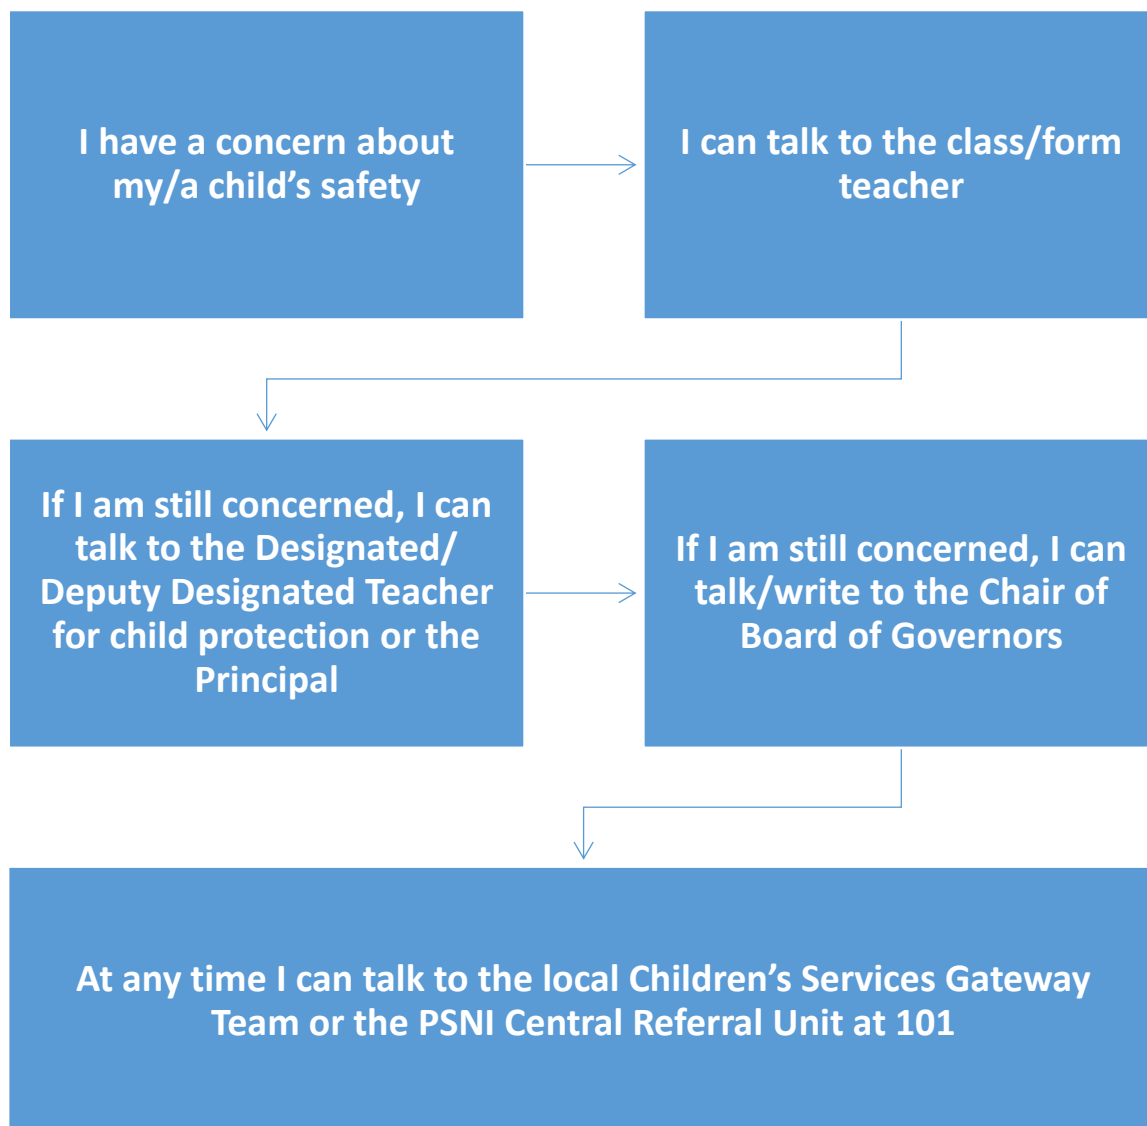 I have a concern about
my/a child’s safety
I can talk to the class/form
teacher
If I am still concerned, I can
talk to the Designated/
Deputy Designated Teacher
for child protection or the
Principal
If I am still concerned, I can
talk/write to the Chair of
Board of Governors
At any time I can talk to the local Children’s Services Gateway
Team or the PSNI Central Referral Unit at 101